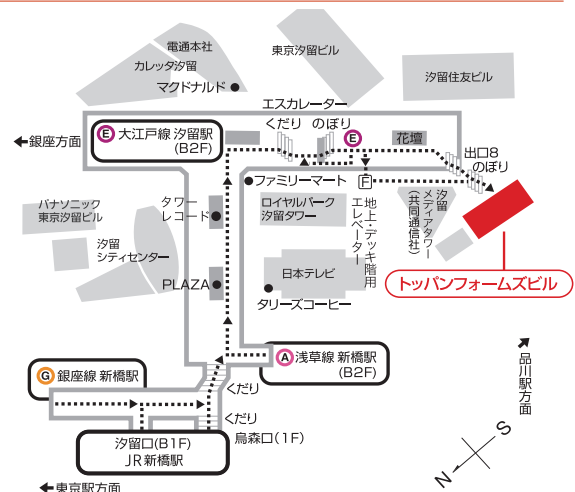 電通本社
カレッタ汐留
マクドナルド
東京汐留ビル
汐留住友ビル
エスカレーター
くだり のぼり
←銀座方面
E 大江戸線 汐留駅
(B2F)
E
花壇
出口8
のぼり
ファミリーマート
F
パナソニック
東京汐留ビル
タワー
レコード
ロイヤルパーク
汐留タワー
地上・デッキ階用
エレベーター
汐留
メディアタワー
(共同通信社)
汐留
シティセンター
日本テレビ
トッパンフォームズビル
PLAZA
タリーズコーヒー
A 浅草線 新橋駅
(B2F)
品川駅方面
G 銀座線 新橋駅
くだり
くだり
汐留口(B1F)
JR新橋駅
烏森口(1F)
S
N
←東京駅方面